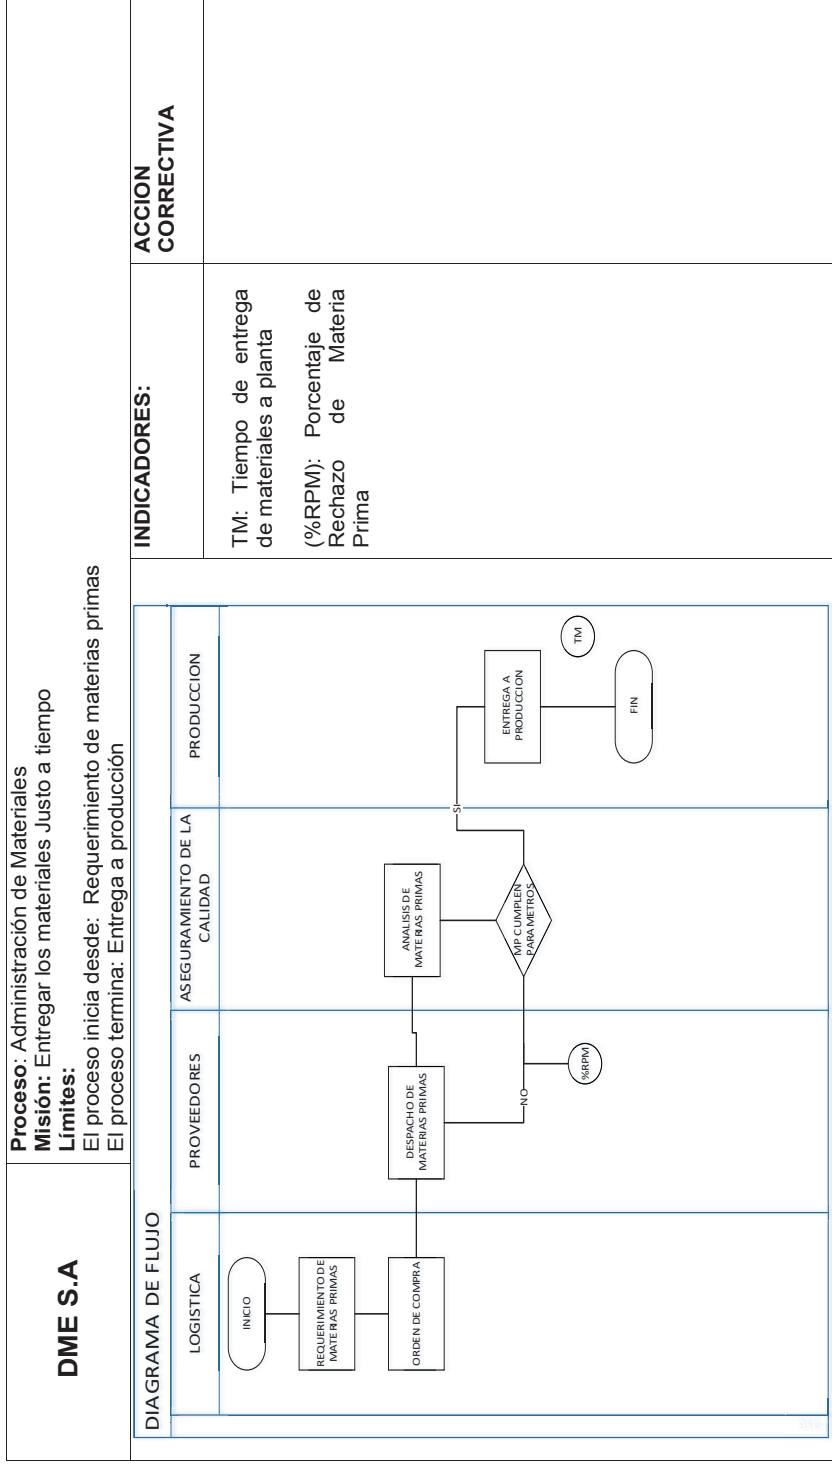 DME S.A
Proceso: Administración de Materiales
Misión: Entregar los materiales Justo a tiempo
Límites:
El proceso inicia desde: Requerimiento de materias primas
El proceso termina: Entrega a producción
DIAGRAMA DE FLUJO
LOGISTICA
PROVEEDORES
ASEGURAMIENTO DE LA
CALIDAD
PRODUCCION
INICIO
REQUERIMIENTO DE
MATERIAS PRIMAS
ORDEN DE COMPRA
DESPACHO DE
MATERIAS PRIMAS
ANALISIS DE
MATERIAS PRIMAS
MP CUMPLEN
PARAMETROS
NO
%RPM
SI
ENTREGA A
PRODUCCION
TM
FIN
INDICADORES:
TM: Tiempo de entrega
de materiales a planta
(%RPM): Porcentaje de
Rechazo de Materia
Prima
ACCION
CORRECTIVA